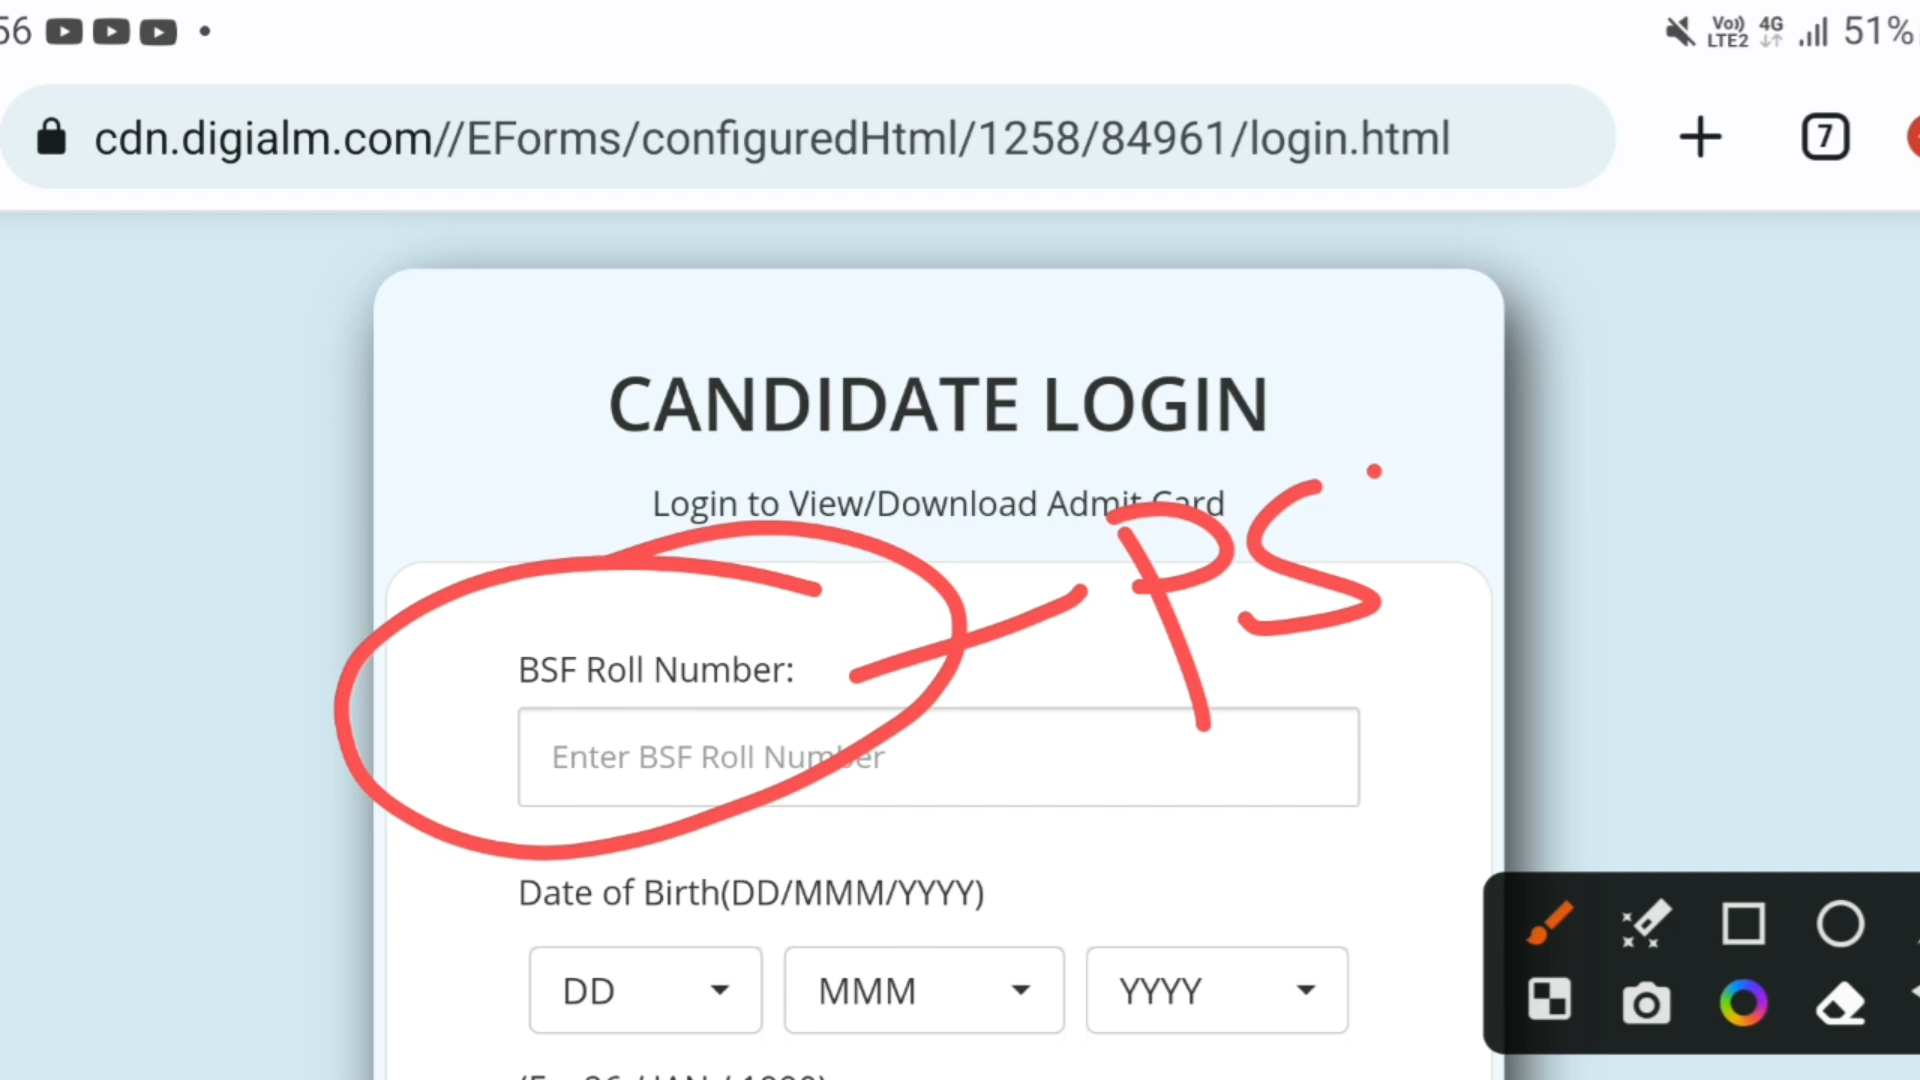 56 Vo)) LTE2 4G 51%
cdn.digialm.com//EForms/configuredHtml/1258/84961/login.html 7
CANDIDATE LOGIN
Login to View/Download Admit Card
PS
BSF Roll Number:
Enter BSF Roll Number
Date of Birth(DD/MMM/YYYY)
DD MMM YYYY